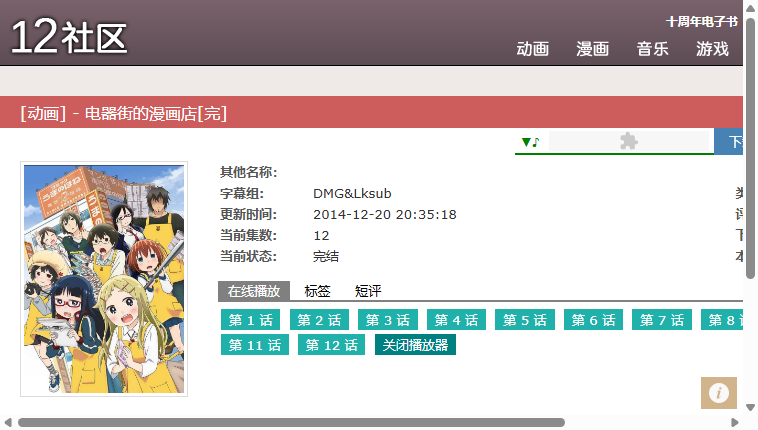 十周年电子书
12社区
动画 漫画 音乐 游戏
[动画] - 电器街的漫画店[完]
▼♪
其他名称:
字幕组: DMG&Lksub
更新时间: 2014-12-20 20:35:18
当前集数: 12
当前状态: 完结
在线播放 标签 短评
第 1 话 第 2 话 第 3 话 第 4 话 第 5 话 第 6 话 第 7 话 第 8
第 11 话 第 12 话 关闭播放器